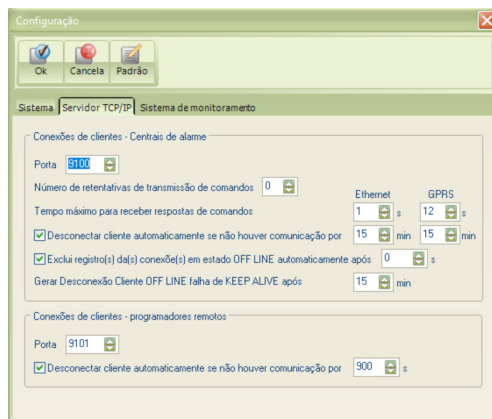 Configuração
Ok Cancela Padrão
Sistema Servidor TCP/IP Sistema de monitoramento
Conexões de clientes - Centrais de alarme
Porta 9100
Número de retentativas de transmissão de comandos 0
Ethernet GPRS
Tempo máximo para receber respostas de comandos 1 s 12 s
Desconectar cliente automaticamente se não houver comunicação por 15 min 15 min
Exclui registro(s) da(s) conexõe(s) em estado OFF LINE automaticamente após 0 s
Gerar Desconexão Cliente OFF LINE falha de KEEP ALIVE após 15 min
Conexões de clientes - programadores remotos
Porta 9101
Desconectar cliente automaticamente se não houver comunicação por 900 s